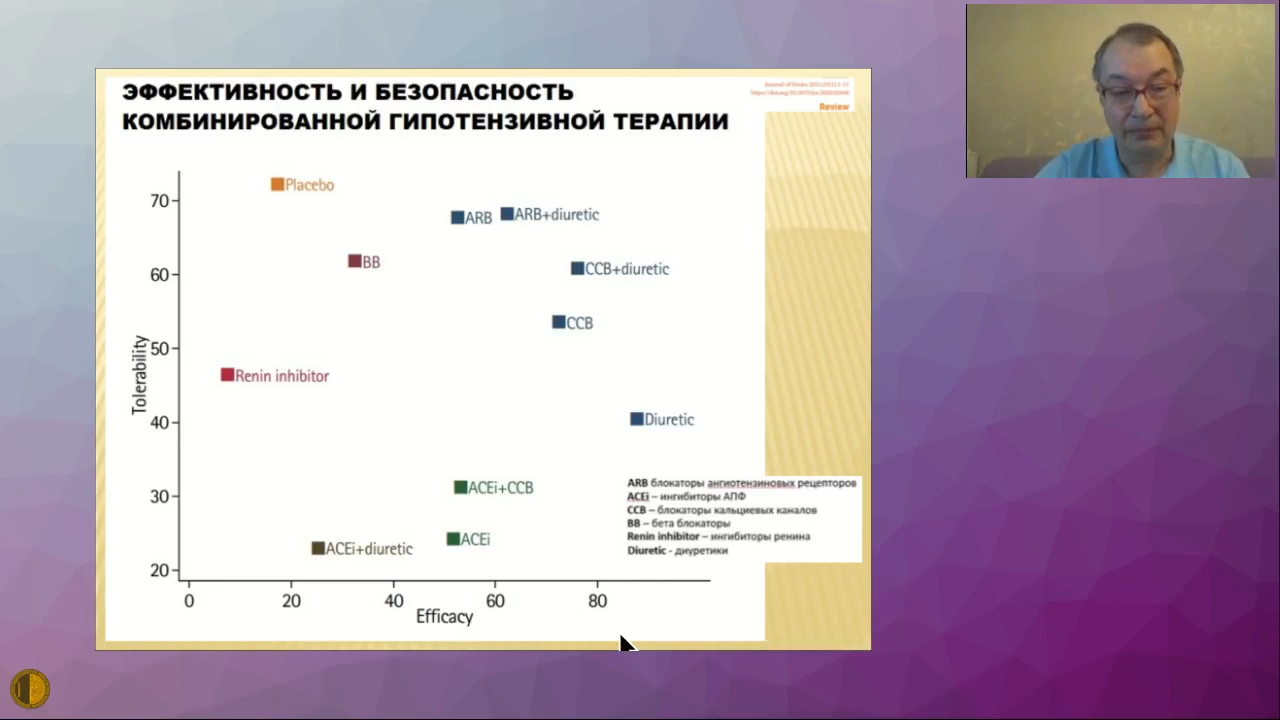 ЭФФЕКТИВНОСТЬ И БЕЗОПАСНОСТЬ
КОМБИНИРОВАННОЙ ГИПОТЕНЗИВНОЙ ТЕРАПИИ
Review
Tolerability
70
60
50
40
30
20
Placebo
ARB
ARB+diuretic
BB
CCB+diuretic
CCB
Renin inhibitor
Diuretic
ACEi+CCB
ACEi
ACEi+diuretic
0 20 40 60 80
Efficacy
ARB блокаторы ангиотензиновых рецепторов
ACEi – ингибиторы АПФ
CCB – блокаторы кальциевых каналов
BB – бета блокаторы
Renin inhibitor – ингибиторы ренина
Diuretic - диуретики